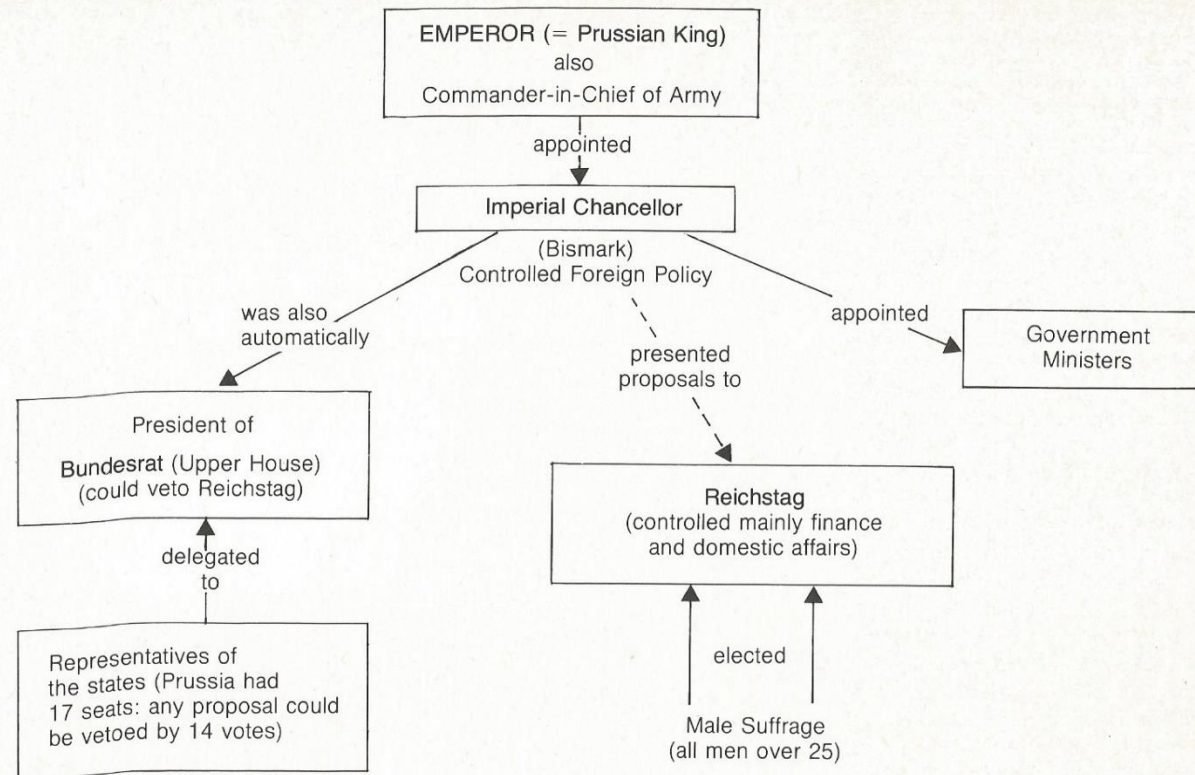 EMPEROR (= Prussian King)
also
Commander-in-Chief of Army
appointed
Imperial Chancellor
(Bismark)
Controlled Foreign Policy
was also
automatically
presented
proposals to
appointed
Government
Ministers
President of
Bundesrat (Upper House)
(could veto Reichstag)
Reichstag
(controlled mainly finance
and domestic affairs)
delegated
to
elected
Representatives of
the states (Prussia had
17 seats: any proposal could
be vetoed by 14 votes)
Male Suffrage
(all men over 25)